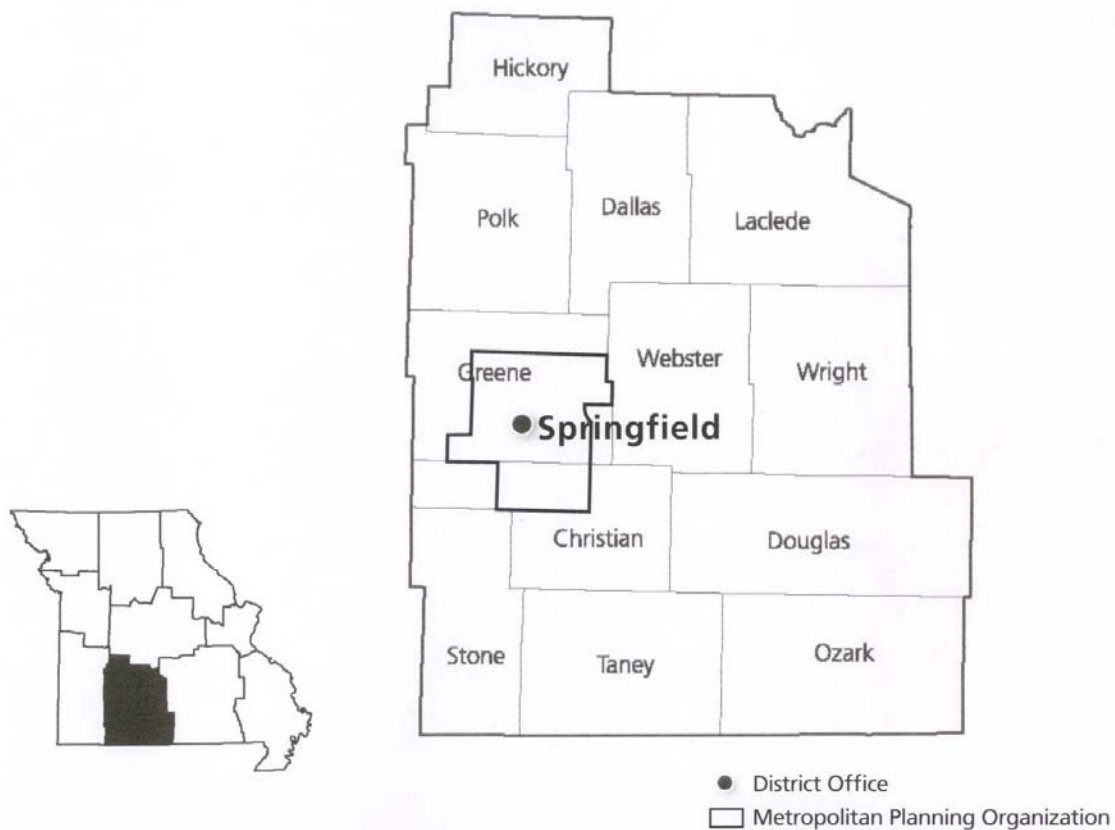 Hickory
Polk
Dallas
Laclede
Greene
Webster
Wright
Springfield
Christian
Douglas
Stone
Taney
Ozark
District Office
Metropolitan Planning Organization